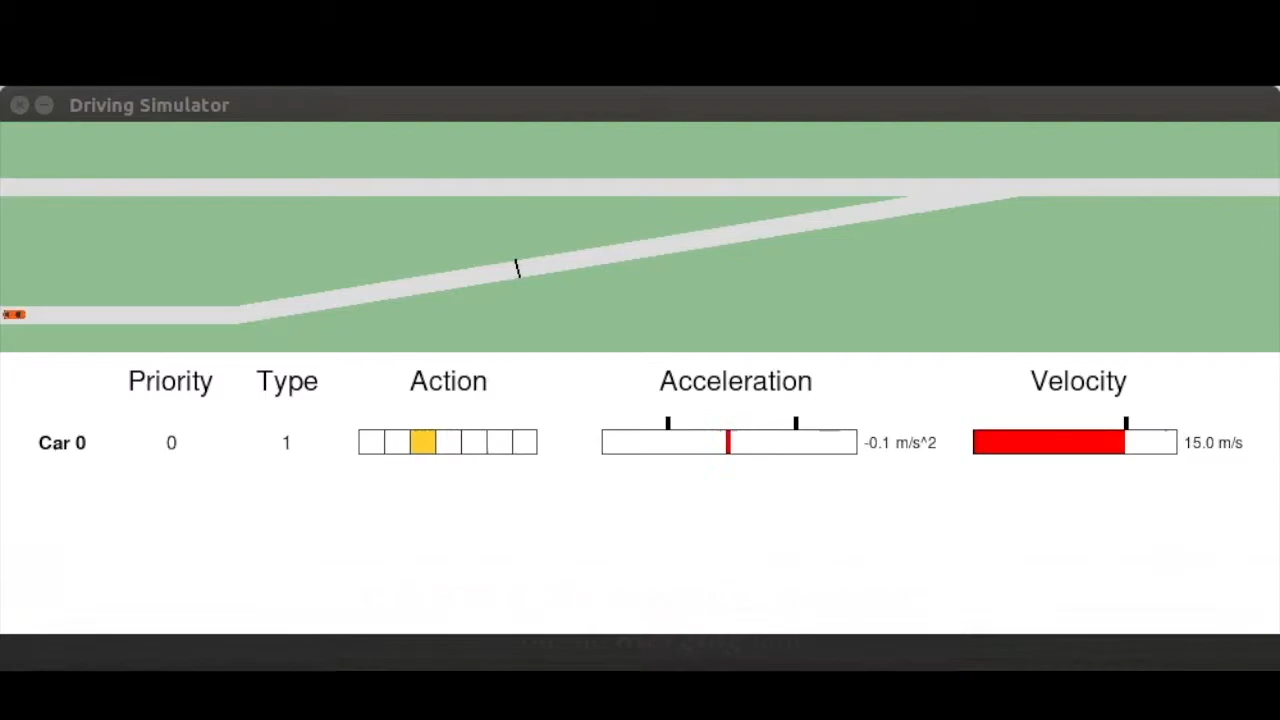 Driving Simulator
Priority Type Action Acceleration Velocity
Car 0 0 1 -0.1 m/s^2 15.0 m/s